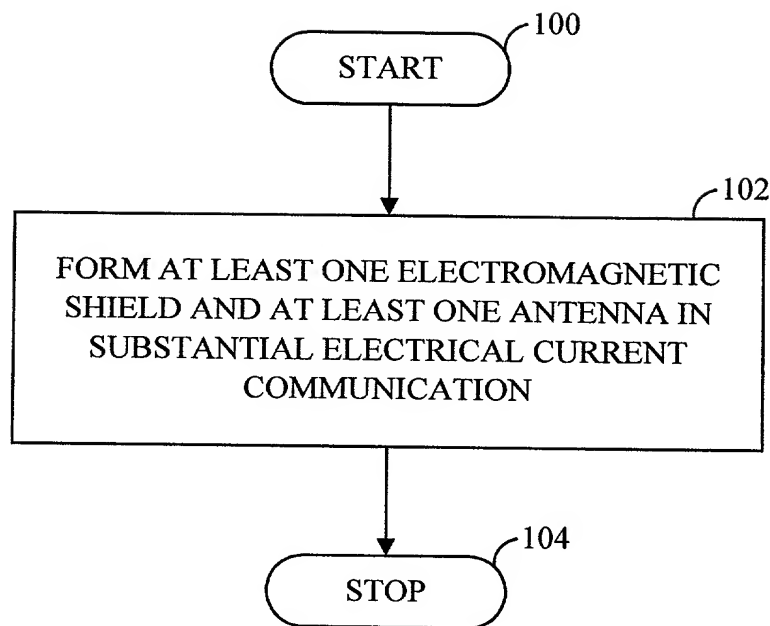 100
START
102
FORM AT LEAST ONE ELECTROMAGNETIC
SHIELD AND AT LEAST ONE ANTENNA IN
SUBSTANTIAL ELECTRICAL CURRENT
COMMUNICATION
104
STOP